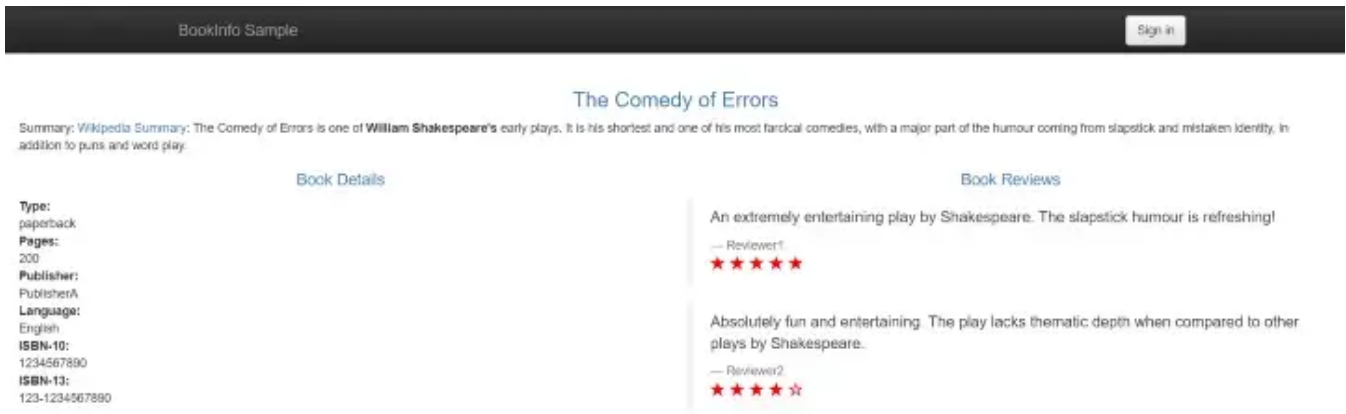 BookInfo Sample
Sign in
The Comedy of Errors
Summary: Wikipedia Summary: The Comedy of Errors is one of William Shakespeare's early plays. It is his shortest and one of his most farcical comedies, with a major part of the humour coming from slapstick and mistaken identity, in
addition to puns and word play.
Book Details
Type:
paperback
Pages:
200
Publisher:
PublisherA
Language:
English
ISBN-10:
1234567890
ISBN-13:
123-1234567890
Book Reviews
An extremely entertaining play by Shakespeare. The slapstick humour is refreshing!
— Reviewer1
Absolutely fun and entertaining. The play lacks thematic depth when compared to other
plays by Shakespeare.
— Reviewer2